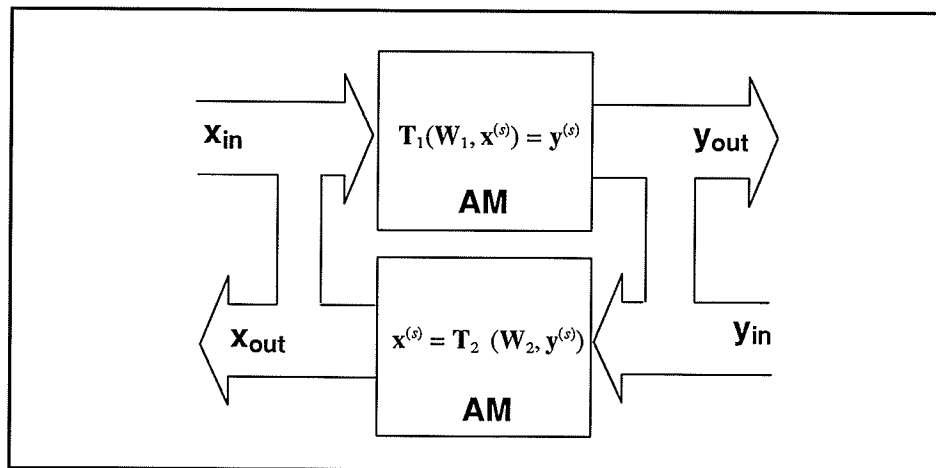 x_in
T₁(W₁, x⁽ˢ⁾) = y⁽ˢ⁾
y_out
AM
x_out
x⁽ˢ⁾ = T₂ (W₂, y⁽ˢ⁾)
y_in
AM